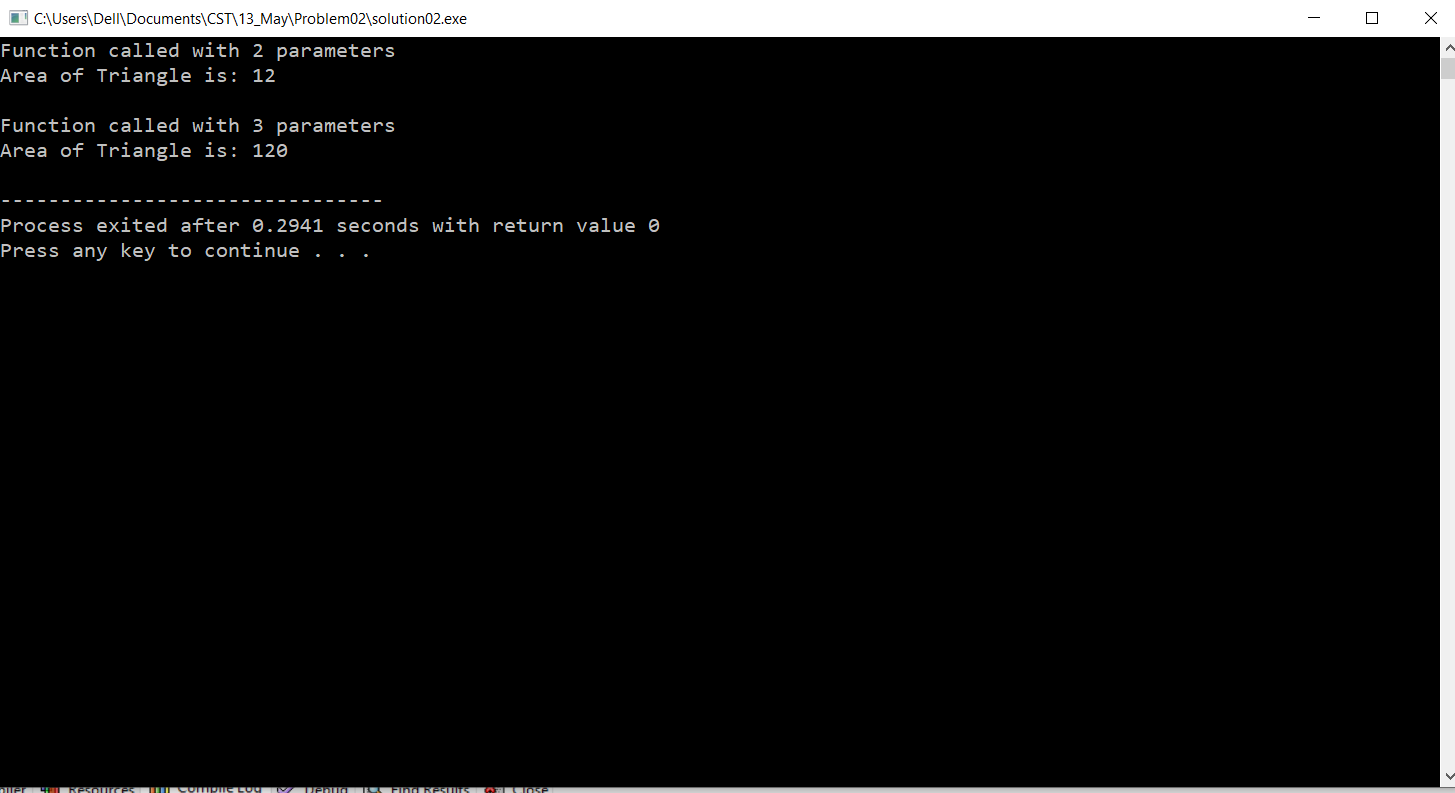 C:\Users\Dell\Documents\CST\13_May\Problem02\solution02.exe
Function called with 2 parameters
Area of Triangle is: 12
Function called with 3 parameters
Area of Triangle is: 120
--------------------------------
Process exited after 0.2941 seconds with return value 0
Press any key to continue . . .
Resources Compile Log Debug Find Results Close